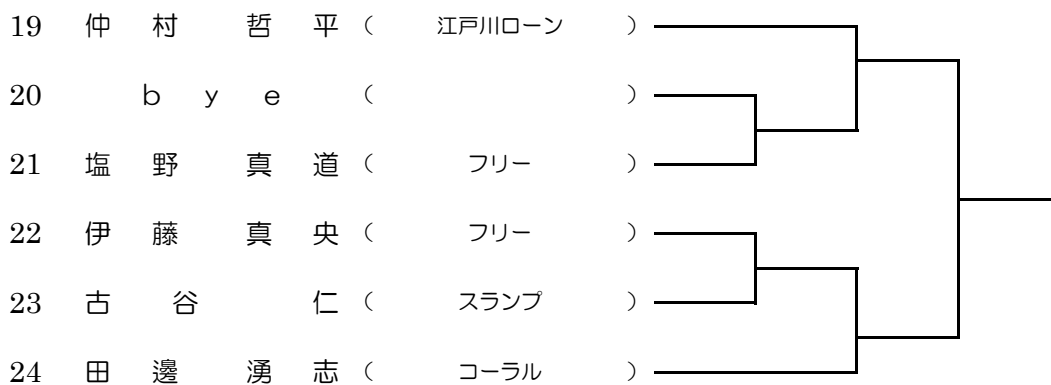 19 仲村 哲平 ( 江戸川ローン )
20 bye ( )
21 塩野 真道 ( フリー )
22 伊藤 真央 ( フリー )
23 古谷 仁 ( スランプ )
24 田邊 湧志 ( コーラル )